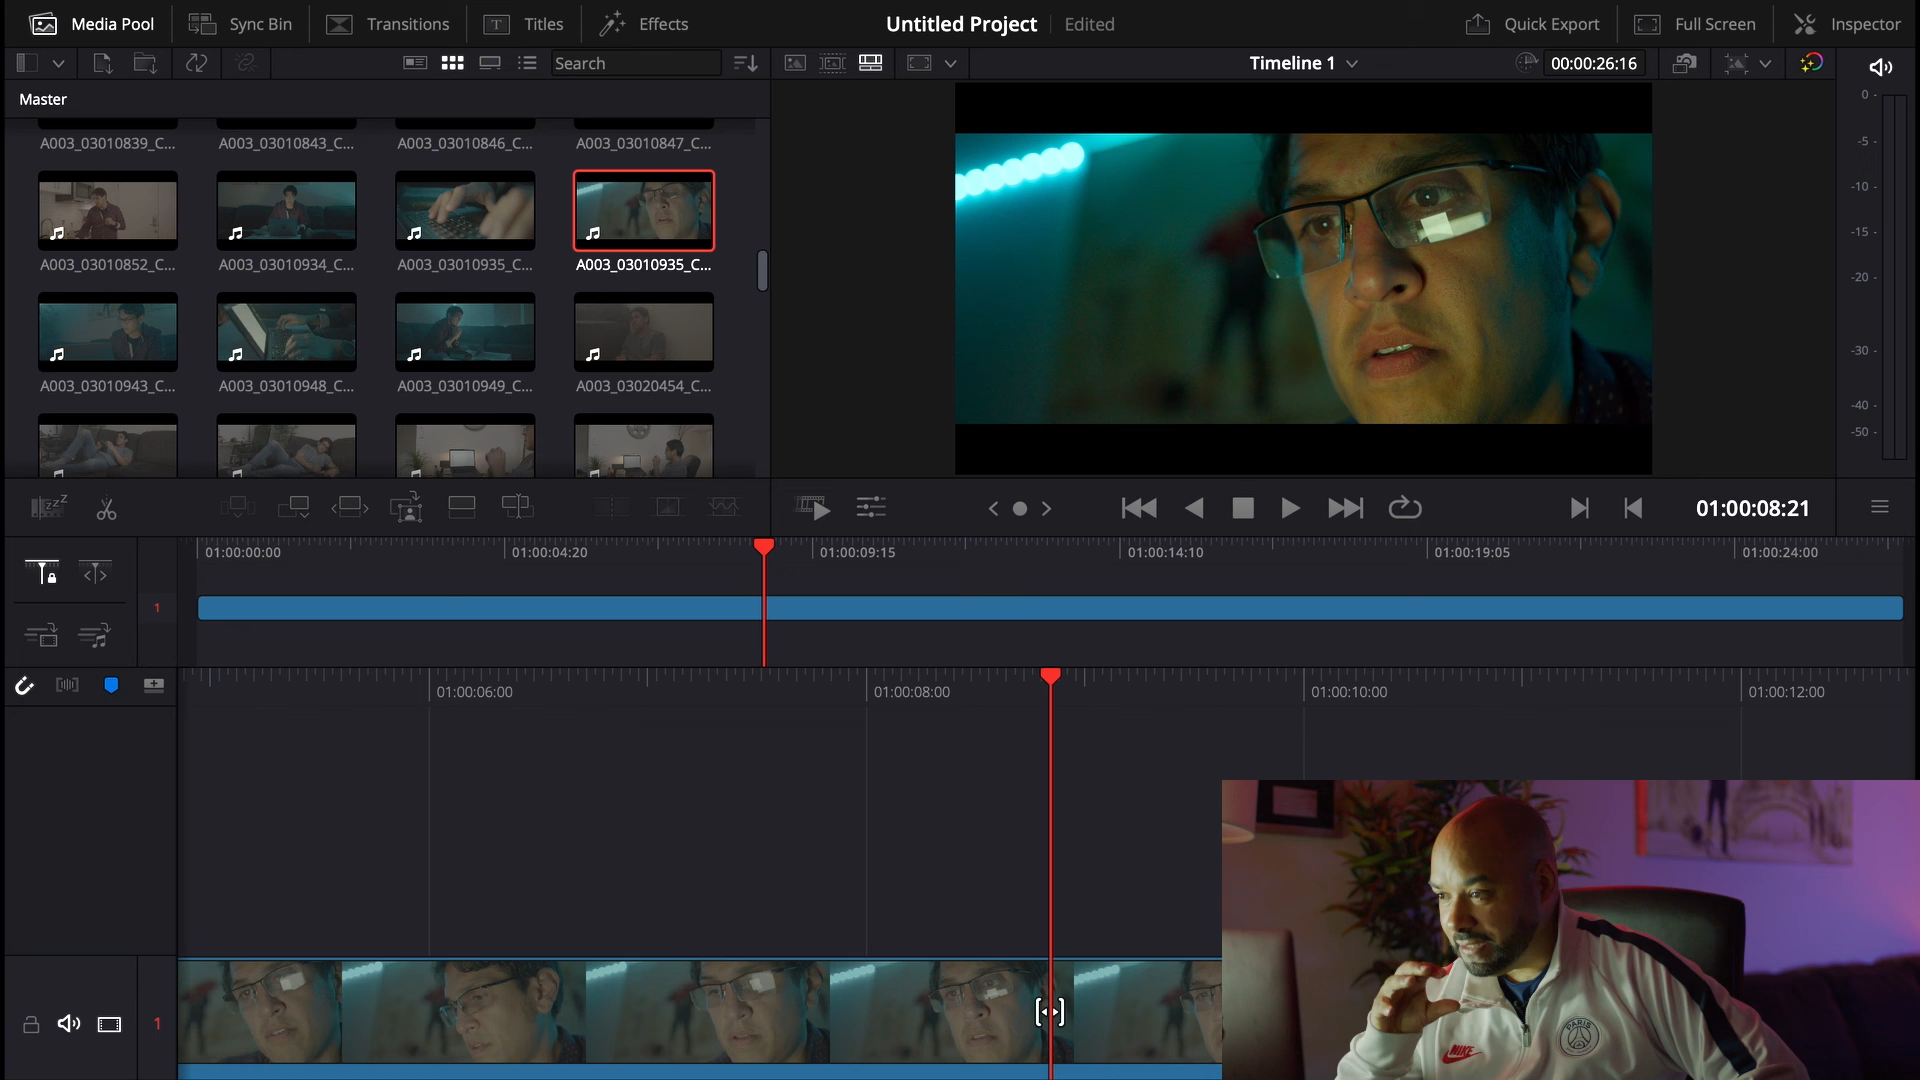 Media Pool
Sync Bin
Transitions
T Titles
Effects
Untitled Project
Edited
Quick Export
Full Screen
Inspector
Search
Timeline 1
00:00:26:16
Master
0 -
-5 -
-10 -
-15 -
-20 -
-30 -
-40 -
-50 -
A003_03010839_C...
A003_03010843_C...
A003_03010846_C...
A003_03010847_C...
A003_03010852_C...
A003_03010934_C...
A003_03010935_C...
A003_03010935_C...
A003_03010943_C...
A003_03010948_C...
A003_03010949_C...
A003_03020454_C...
zzZ
01:00:08:21
01:00:00:00
01:00:04:20
01:00:09:15
01:00:14:10
01:00:19:05
01:00:24:00
1
01:00:06:00
01:00:08:00
01:00:10:00
01:00:12:00
1
NIKE
PARIS